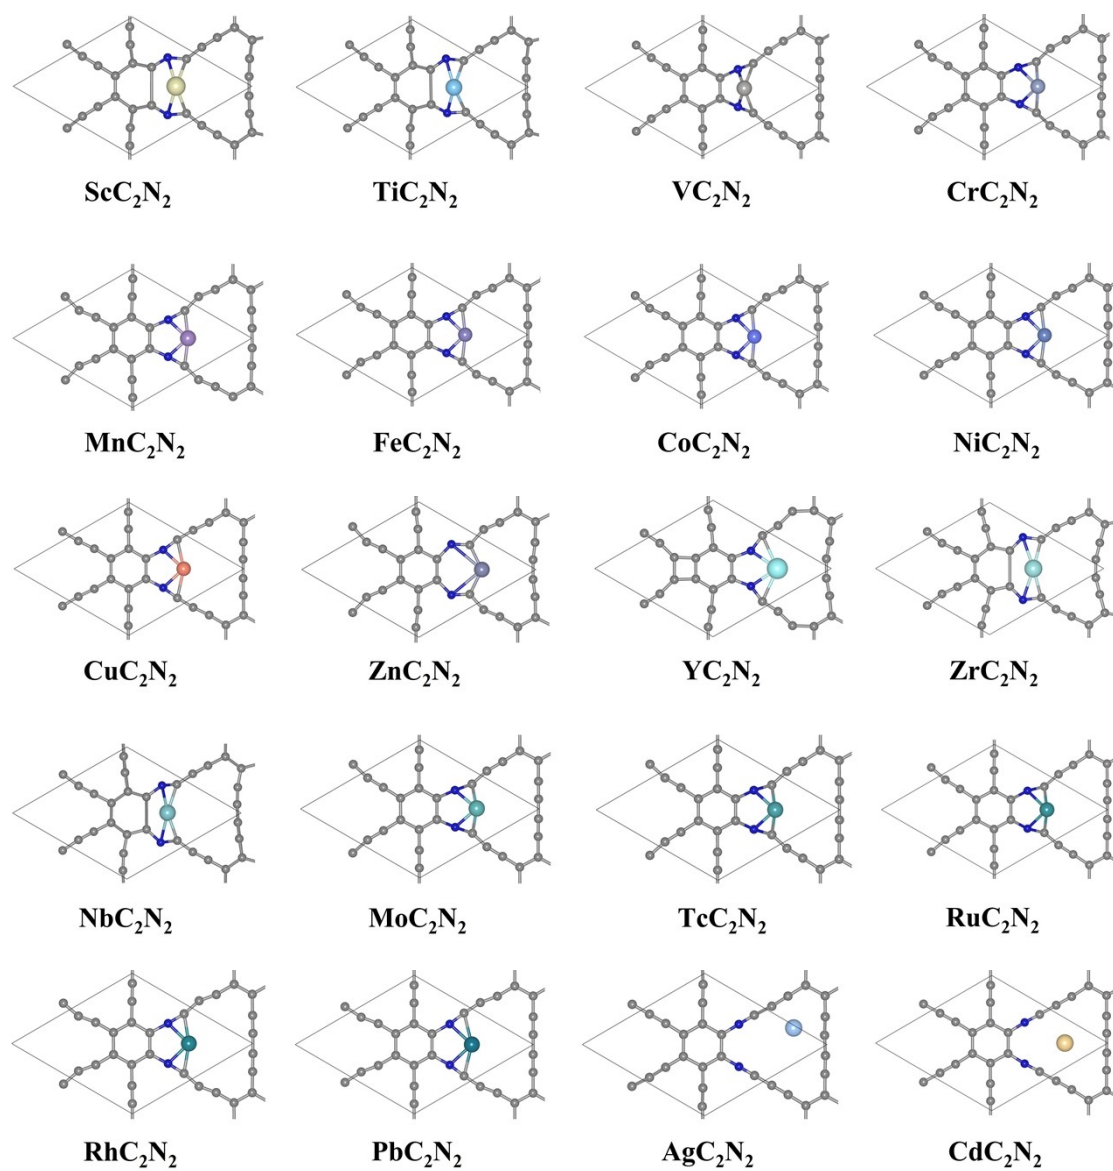 ScC₂N₂ TiC₂N₂ VC₂N₂ CrC₂N₂
MnC₂N₂ FeC₂N₂ CoC₂N₂ NiC₂N₂
CuC₂N₂ ZnC₂N₂ YC₂N₂ ZrC₂N₂
NbC₂N₂ MoC₂N₂ TcC₂N₂ RuC₂N₂
RhC₂N₂ PbC₂N₂ AgC₂N₂ CdC₂N₂